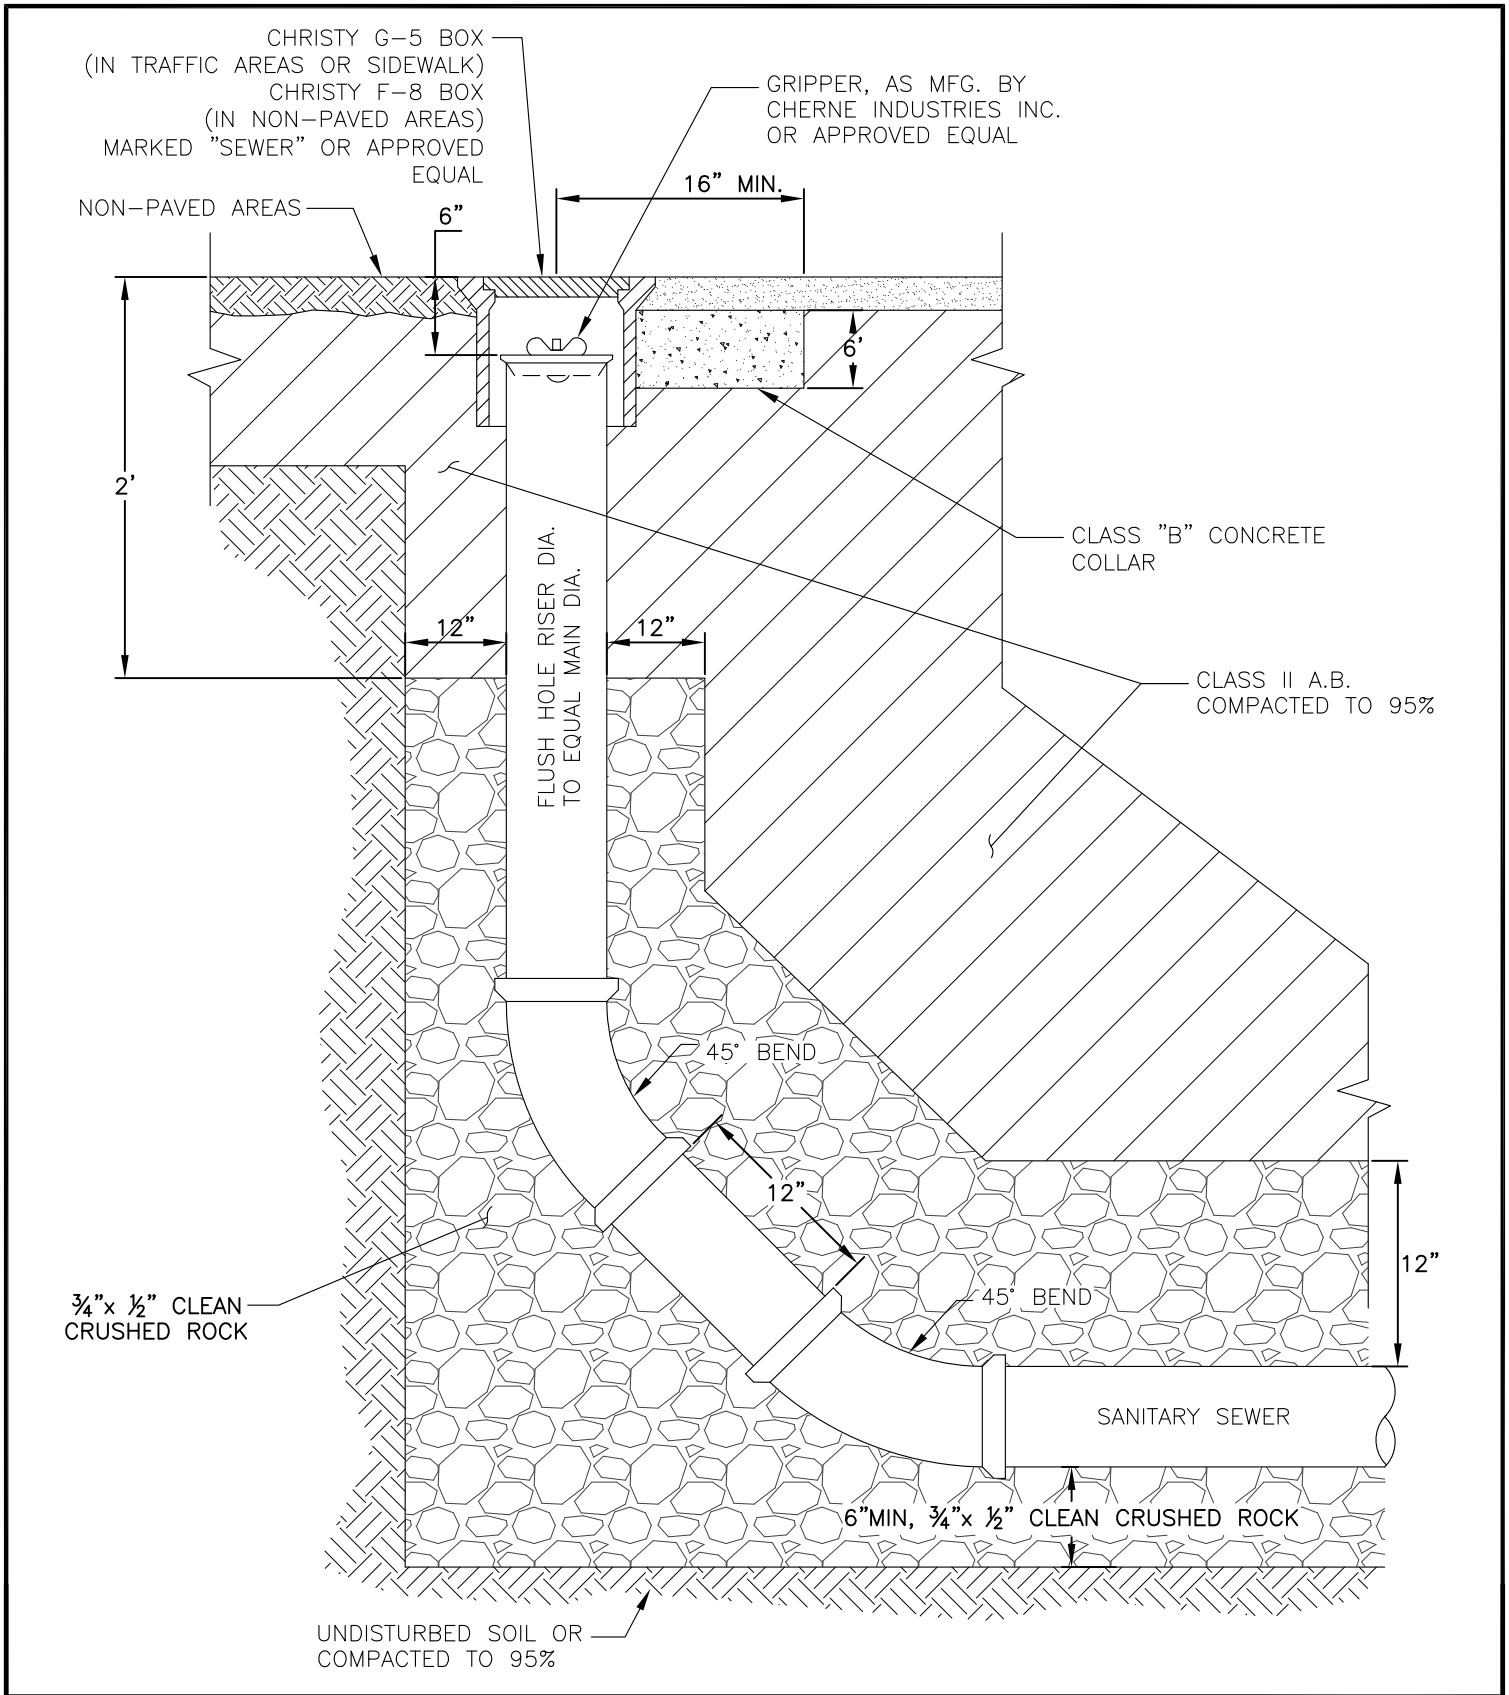 CHRISTY G-5 BOX
(IN TRAFFIC AREAS OR SIDEWALK)
CHRISTY F-8 BOX
(IN NON-PAVED AREAS)
MARKED "SEWER" OR APPROVED
EQUAL
GRIPPER, AS MFG. BY
CHERNE INDUSTRIES INC.
OR APPROVED EQUAL
16" MIN.
NON-PAVED AREAS
6"
6'
2'
CLASS "B" CONCRETE
COLLAR
FLUSH HOLE RISER DIA.
TO EQUAL MAIN DIA.
12"
12"
CLASS II A.B.
COMPACTED TO 95%
45° BEND
12"
12"
¾"x ½" CLEAN
CRUSHED ROCK
45° BEND
SANITARY SEWER
6"MIN, ¾"x ½" CLEAN CRUSHED ROCK
UNDISTURBED SOIL OR
COMPACTED TO 95%